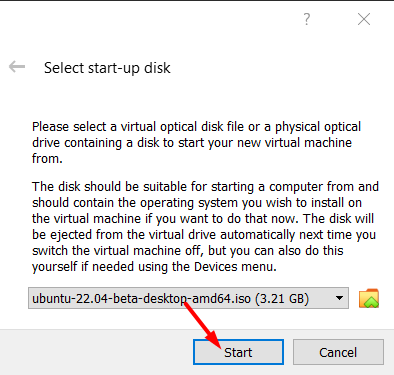 ?
Select start-up disk
Please select a virtual optical disk file or a physical optical
drive containing a disk to start your new virtual machine
from.
The disk should be suitable for starting a computer from and
should contain the operating system you wish to install on
the virtual machine if you want to do that now. The disk will
be ejected from the virtual drive automatically next time you
switch the virtual machine off, but you can also do this
yourself if needed using the Devices menu.
ubuntu-22.04-beta-desktop-amd64.iso (3.21 GB)
Start Cancel